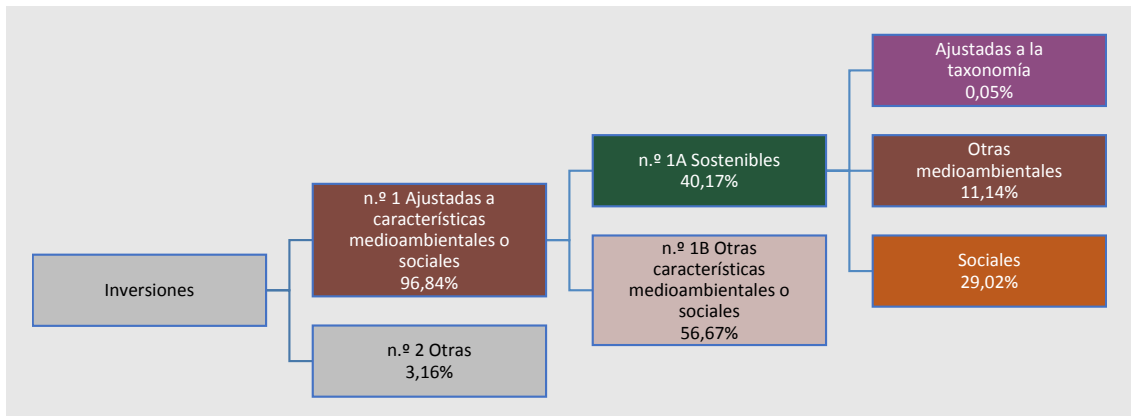 Inversiones
n.º 1 Ajustadas a
características
medioambientales o
sociales
96,84%
n.º 2 Otras
3,16%
n.º 1A Sostenibles
40,17%
n.º 1B Otras
características
medioambientales o
sociales
56,67%
Ajustadas a la
taxonomía
0,05%
Otras
medioambientales
11,14%
Sociales
29,02%